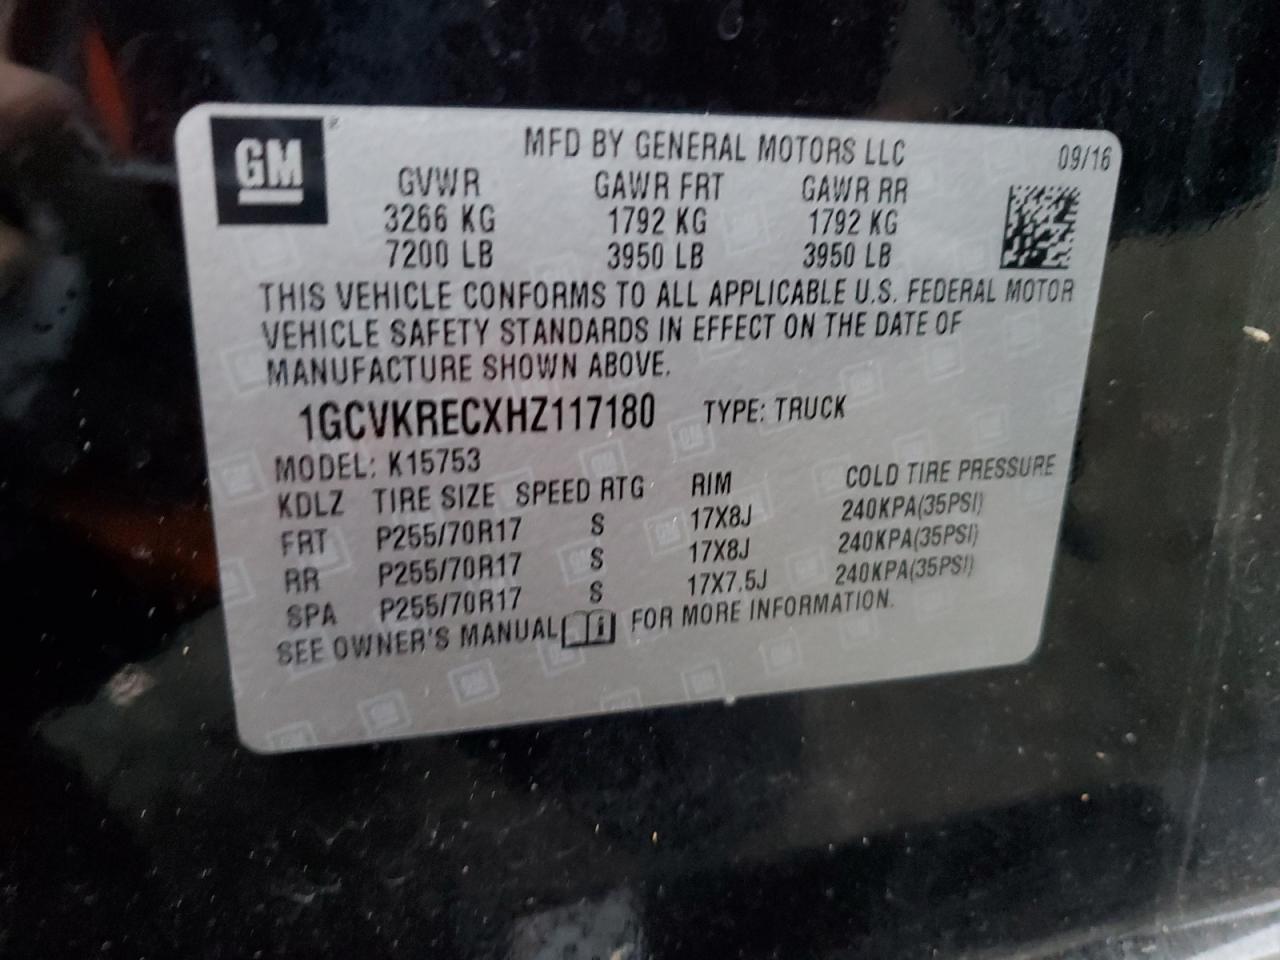 GM
MFD BY GENERAL MOTORS LLC 09/16
GVWR GAWR FRT GAWR RR
3266 KG 1792 KG 1792 KG
7200 LB 3950 LB 3950 LB
THIS VEHICLE CONFORMS TO ALL APPLICABLE U.S. FEDERAL MOTOR
VEHICLE SAFETY STANDARDS IN EFFECT ON THE DATE OF
MANUFACTURE SHOWN ABOVE.
1GCVKRECXHZ117180 TYPE: TRUCK
MODEL: K15753
KDLZ TIRE SIZE SPEED RTG RIM COLD TIRE PRESSURE
FRT P255/70R17 S 17X8J 240KPA(35PSI)
RR P255/70R17 S 17X8J 240KPA(35PSI)
SPA P255/70R17 S 17X7.5J 240KPA(35PSI)
SEE OWNER'S MANUAL i FOR MORE INFORMATION.